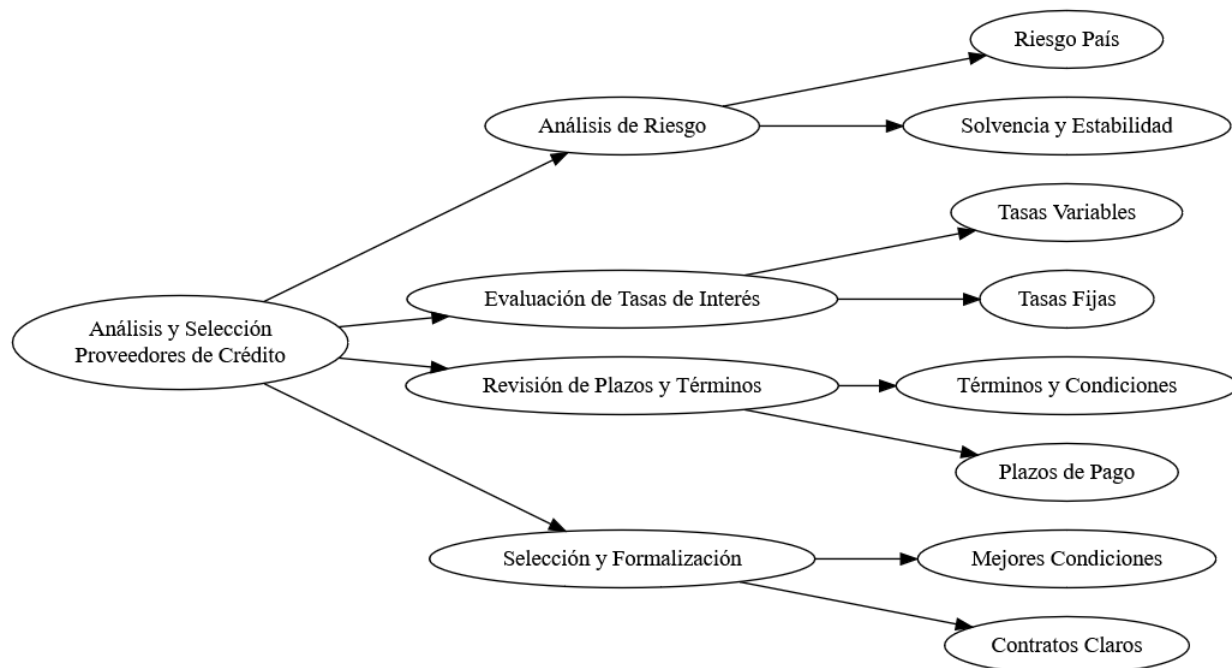 Análisis y Selección
Proveedores de Crédito
Análisis de Riesgo
Riesgo País
Solvencia y Estabilidad
Evaluación de Tasas de Interés
Tasas Variables
Tasas Fijas
Revisión de Plazos y Términos
Términos y Condiciones
Plazos de Pago
Selección y Formalización
Mejores Condiciones
Contratos Claros